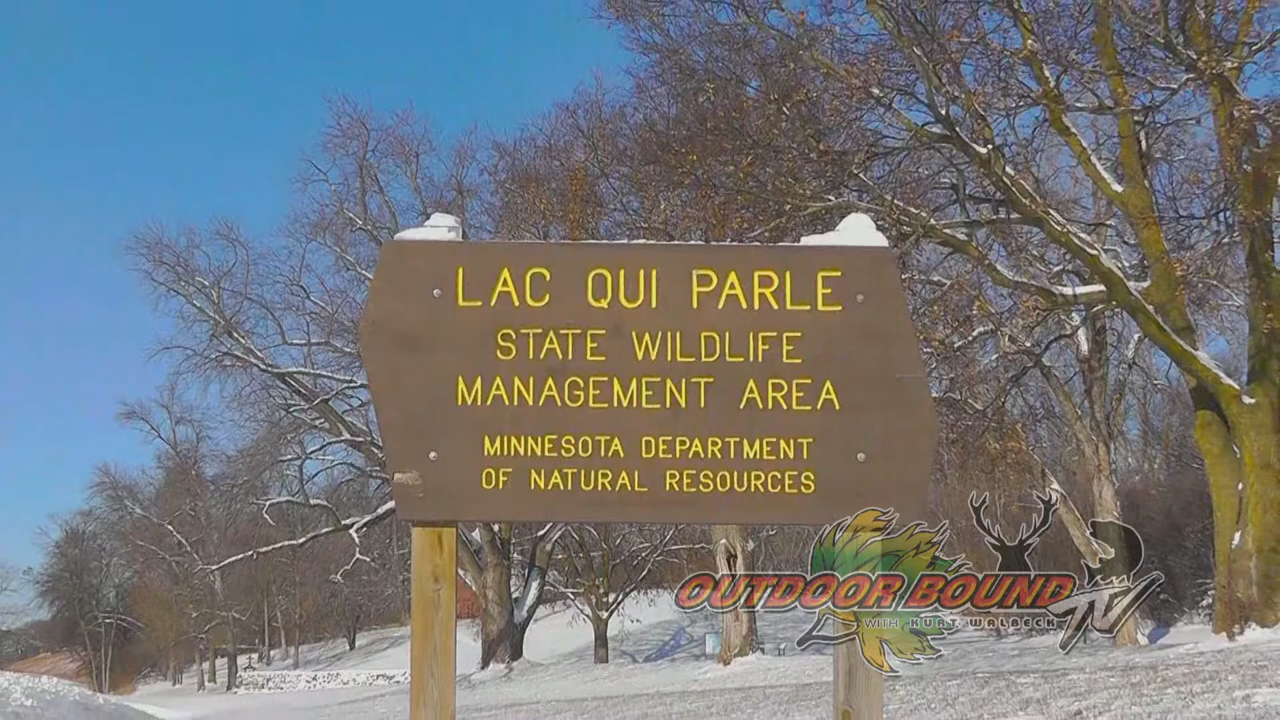 LAC QUI PARLE
STATE WILDLIFE
MANAGEMENT AREA
MINNESOTA DEPARTMENT
OF NATURAL RESOURCES
OUTDOOR BOUND
TV
WITH KURT WALBECK